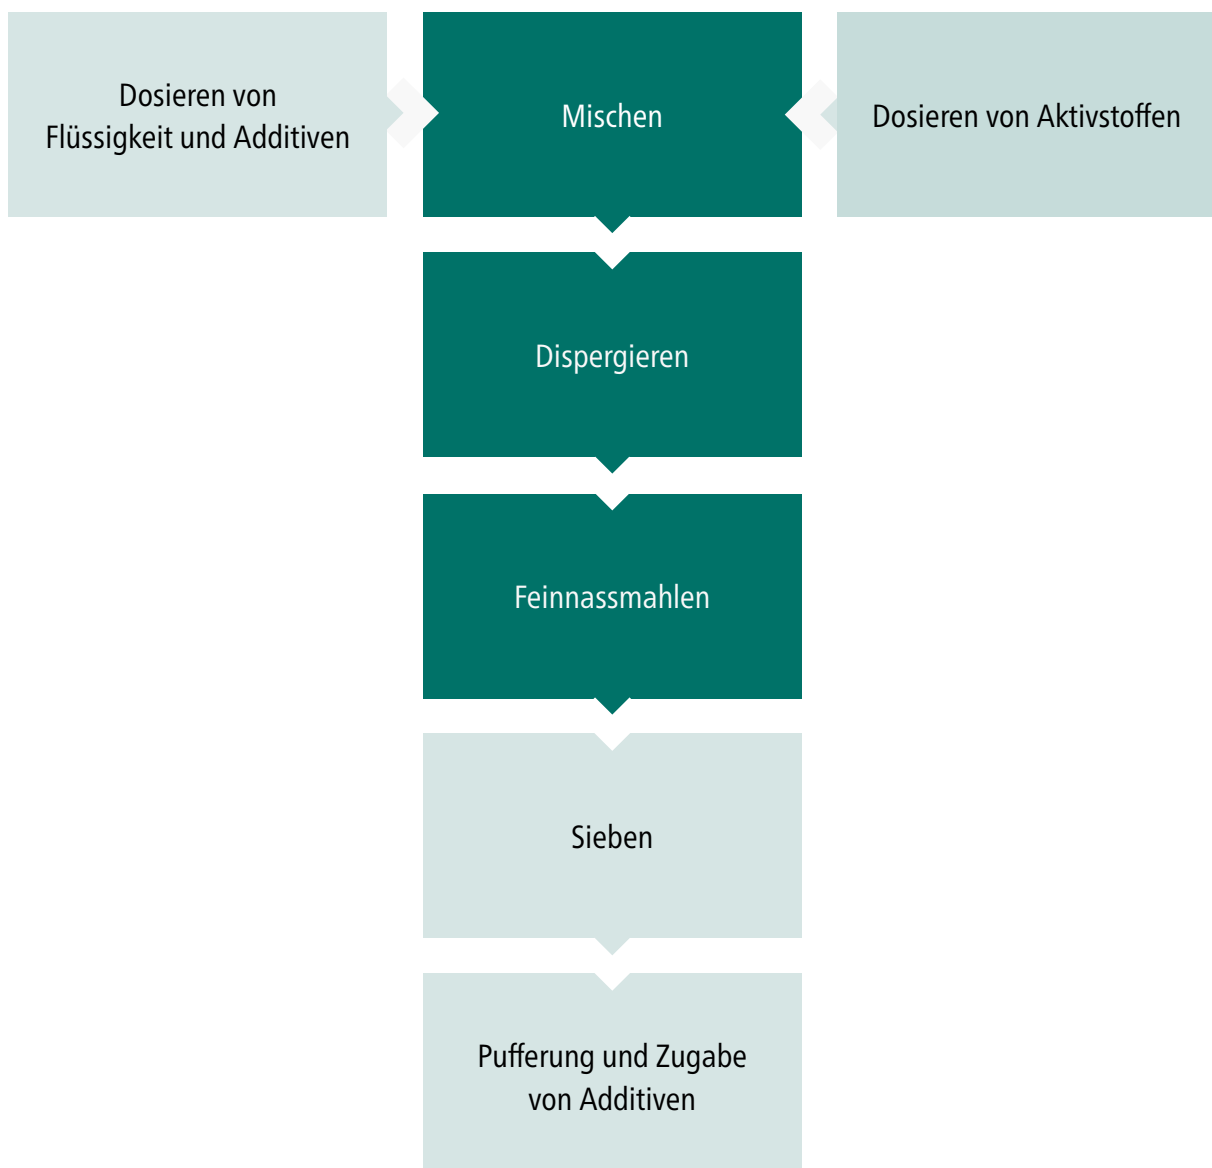 Dosieren von
Flüssigkeit und Additiven
Mischen
Dosieren von Aktivstoffen
Dispergieren
Feinnassmahlen
Sieben
Pufferung und Zugabe
von Additiven